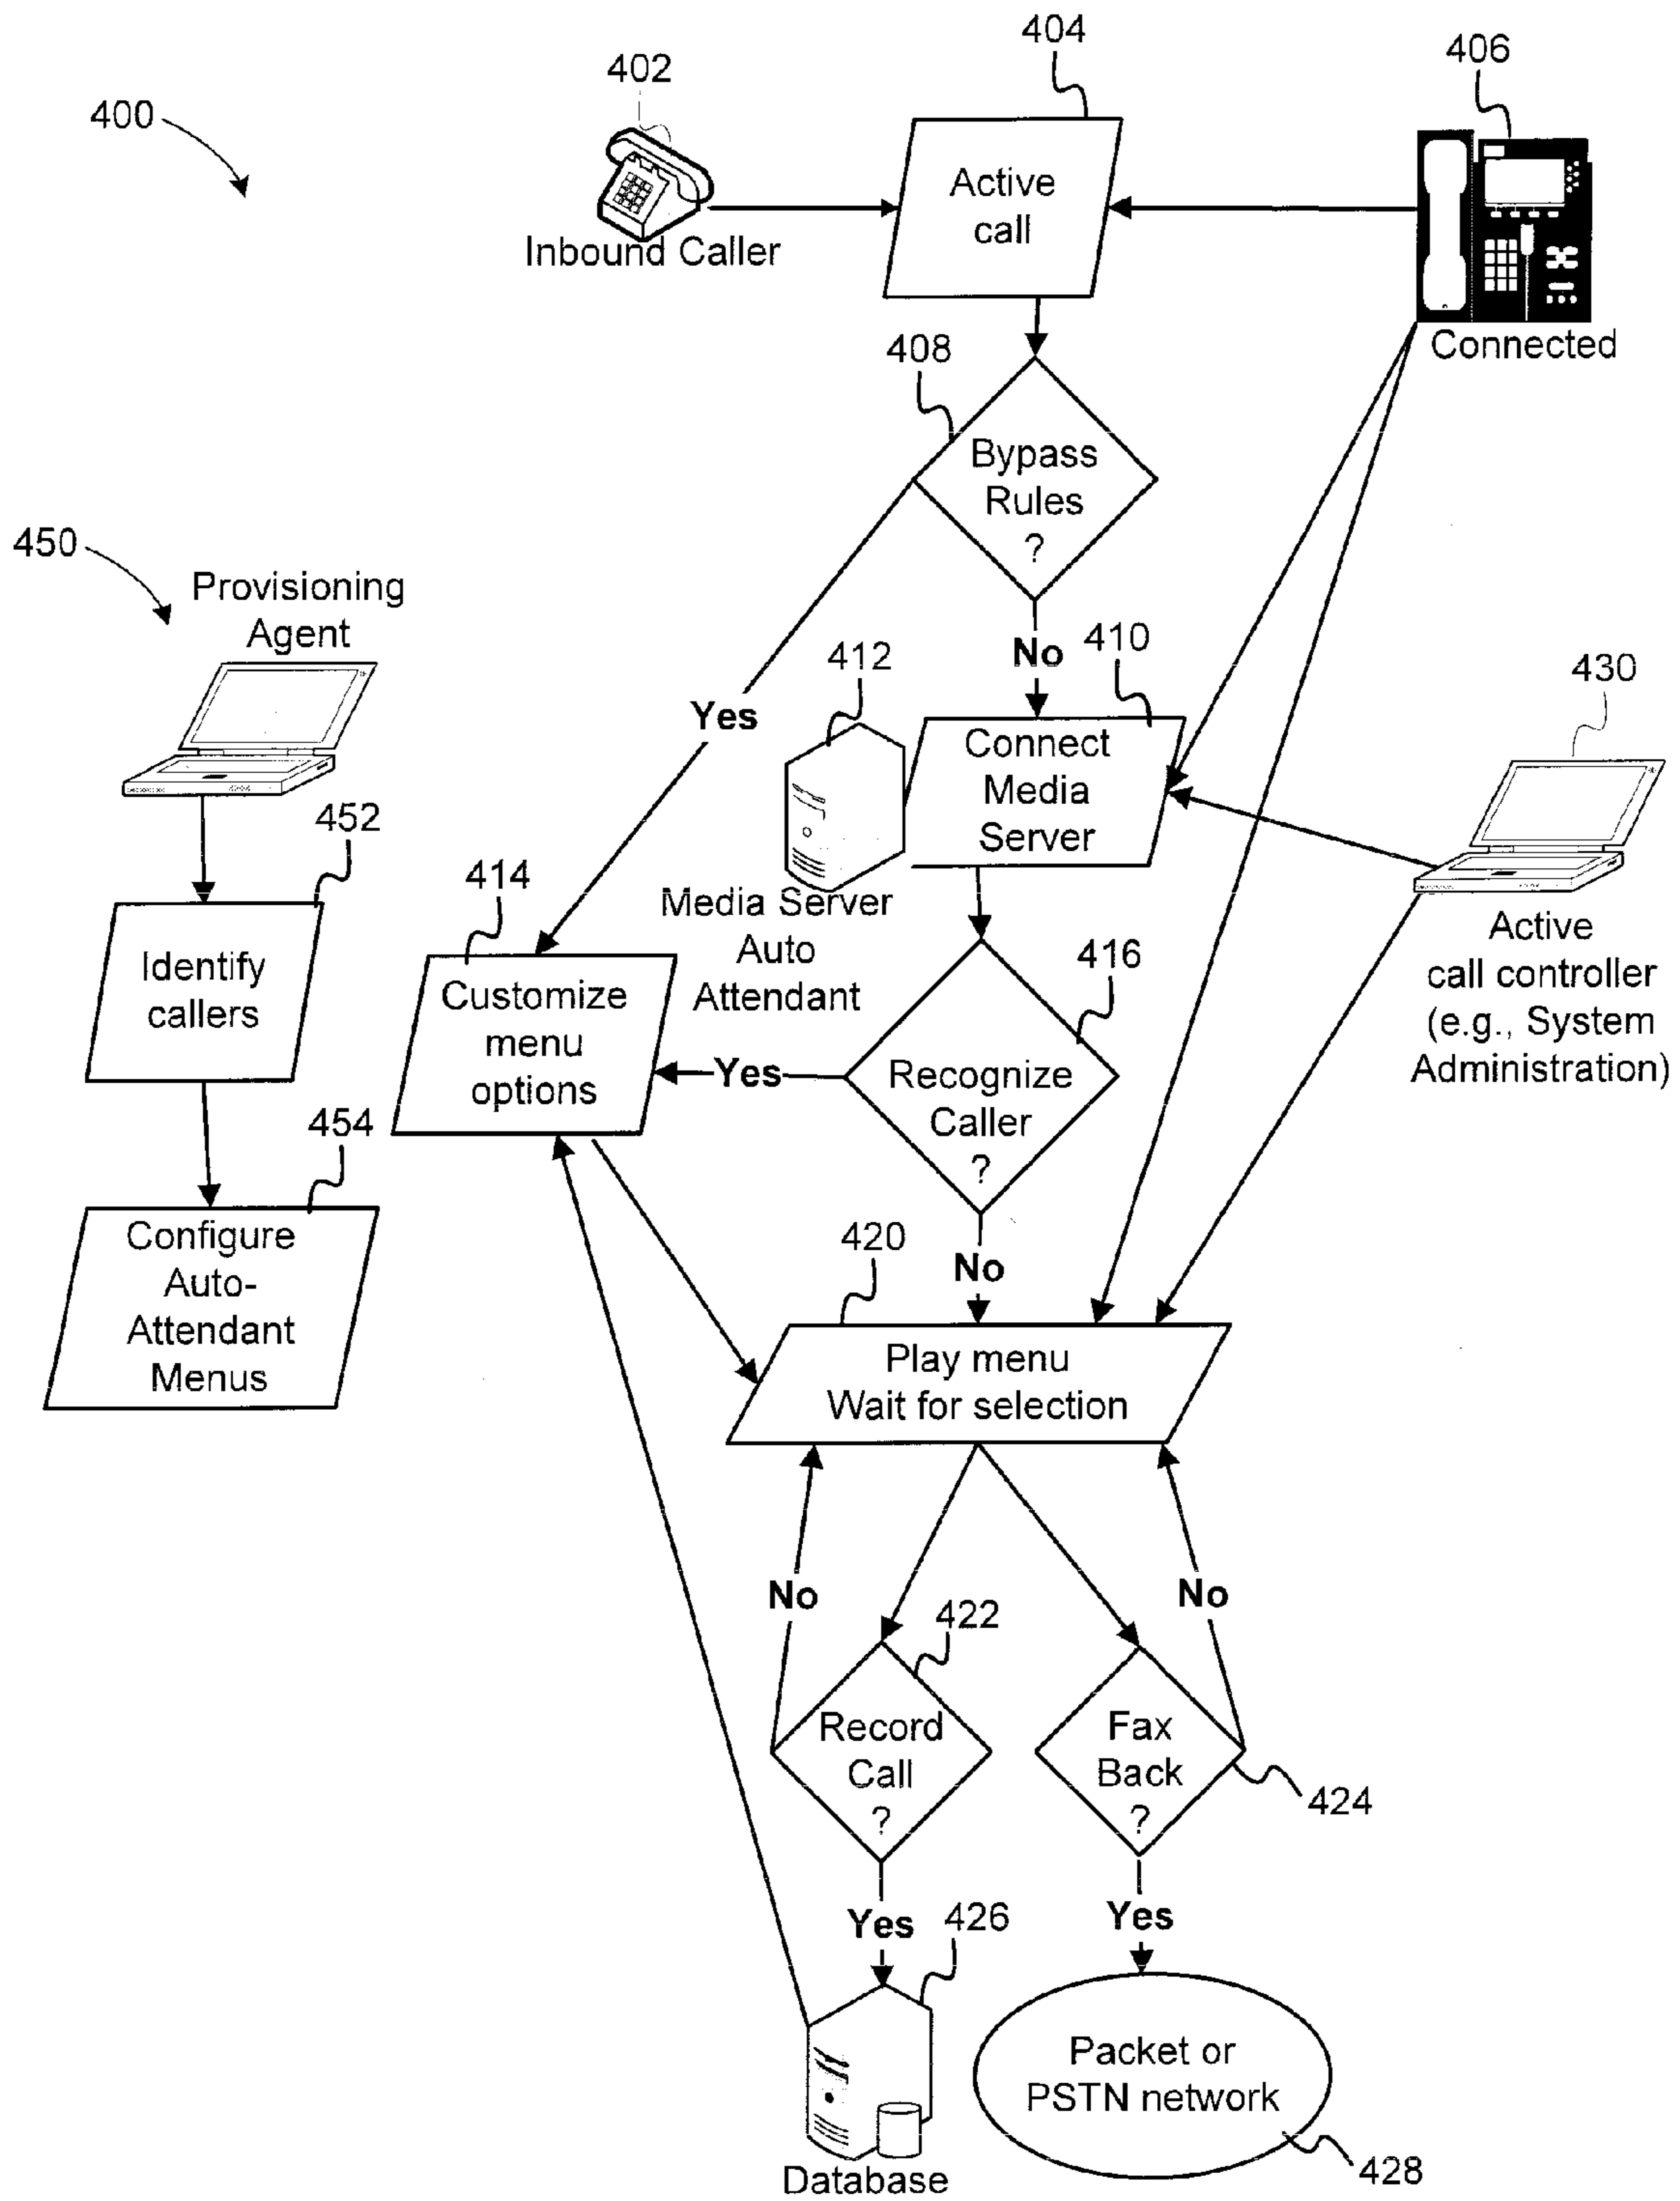 404
402
406
400
Active
call
Inbound Caller
Connected
408
Bypass
Rules
?
450
Provisioning
Agent
No
410
412
430
Yes
Connect
Media
Server
452
414
Media Server
Auto
Attendant
Active
call controller
(e.g., System
Administration)
Identify
callers
416
Customize
menu
options
Yes
Recognize
Caller
?
454
420
Configure
Auto-
Attendant
Menus
No
Play menu
Wait for selection
No
No
422
Record
Call
?
Fax
Back
?
424
Yes
426
Yes
Packet or
PSTN network
428
Database